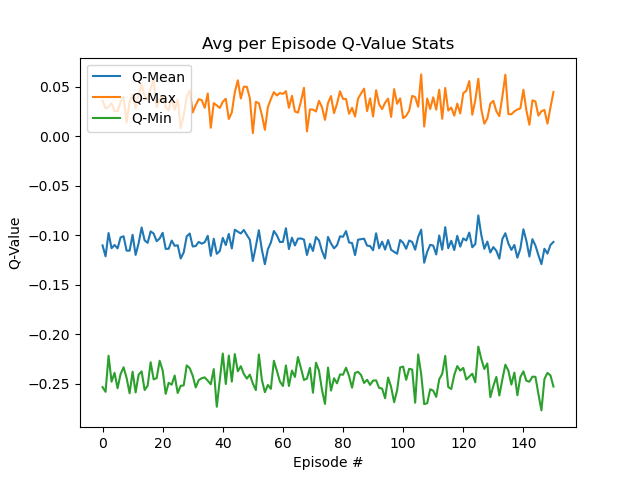 Avg per Episode Q-Value Stats
Q-Mean
Q-Max
Q-Min
0.05
0.00
−0.05
−0.10
−0.15
−0.20
−0.25
Q-Value
0 20 40 60 80 100 120 140
Episode #